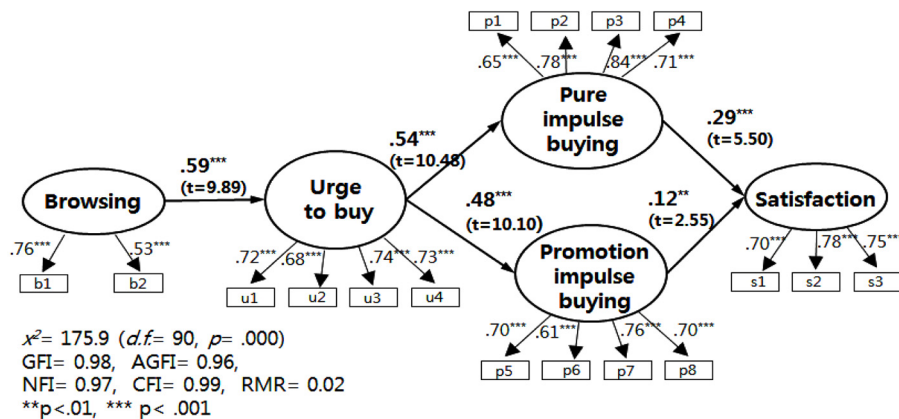 p1 p2 p3 p4
.65*** .78*** .84*** .71***
Pure
impulse
buying
.54***
(t=10.48)
.29***
(t=5.50)
.59***
(t=9.89)
Browsing
Urge
to buy
.48***
(t=10.10)
.12**
(t=2.55)
Satisfaction
.76*** .53***
b1 b2
.72*** .68*** .74*** .73***
u1 u2 u3 u4
Promotion
impulse
buying
.70*** .78*** .75***
s1 s2 s3
.70*** .61*** .76*** .70***
p5 p6 p7 p8
x²= 175.9 (d.f.= 90, p= .000)
GFI= 0.98, AGFI= 0.96,
NFI= 0.97, CFI= 0.99, RMR= 0.02
**p<.01, *** p< .001